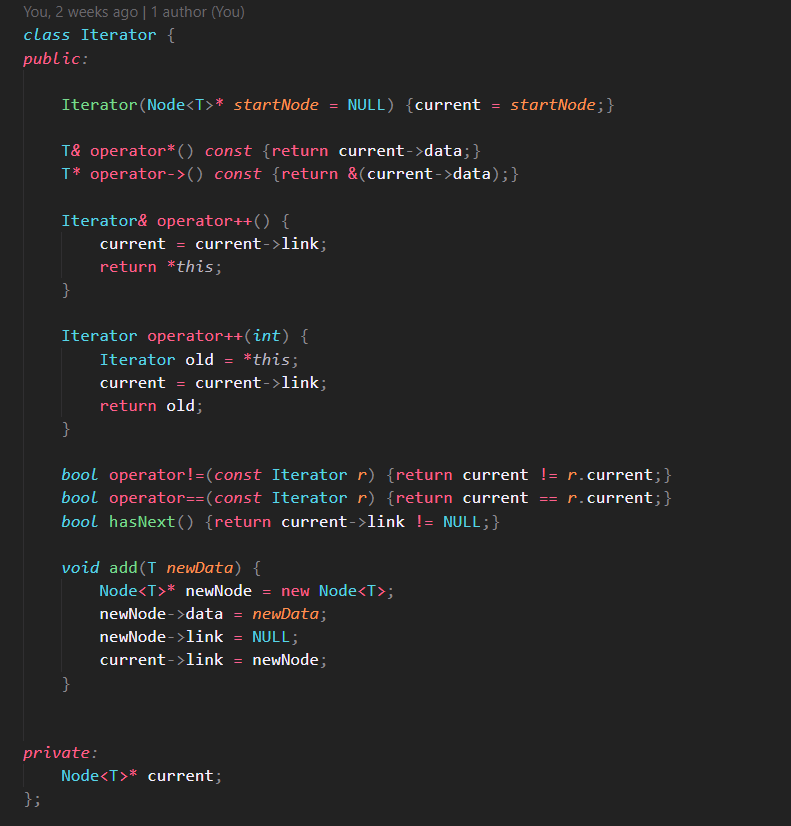 You, 2 weeks ago | 1 author (You)
class Iterator {
public:
Iterator(Node<T>* startNode = NULL) {current = startNode;}
T& operator*() const {return current->data;}
T* operator->() const {return &(current->data);}
Iterator& operator++() {
current = current->link;
return *this;
}
Iterator operator++(int) {
Iterator old = *this;
current = current->link;
return old;
}
bool operator!=(const Iterator r) {return current != r.current;}
bool operator==(const Iterator r) {return current == r.current;}
bool hasNext() {return current->link != NULL;}
void add(T newData) {
Node<T>* newNode = new Node<T>;
newNode->data = newData;
newNode->link = NULL;
current->link = newNode;
}
private:
Node<T>* current;
};